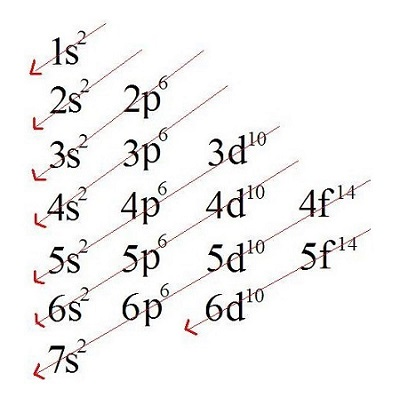 1s²
2s² 2p⁶
3s² 3p⁶ 3d¹⁰
4s² 4p⁶ 4d¹⁰ 4f¹⁴
5s² 5p⁶ 5d¹⁰ 5f¹⁴
6s² 6p⁶ 6d¹⁰
7s²